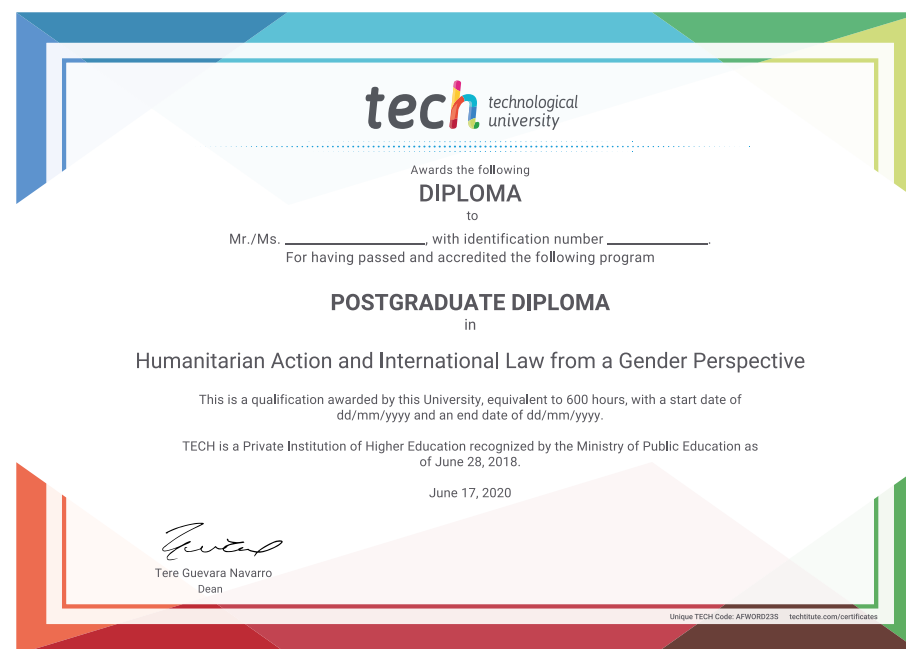 tech technological
university
Awards the following
DIPLOMA
to
Mr./Ms. ____________________, with identification number ______________.
For having passed and accredited the following program
POSTGRADUATE DIPLOMA
in
Humanitarian Action and International Law from a Gender Perspective
This is a qualification awarded by this University, equivalent to 600 hours, with a start date of
dd/mm/yyyy and an end date of dd/mm/yyyy.
TECH is a Private Institution of Higher Education recognized by the Ministry of Public Education as
of June 28, 2018.
June 17, 2020
Tere Guevara Navarro
Dean
Unique TECH Code: AFWORD23S techtitute.com/certificates